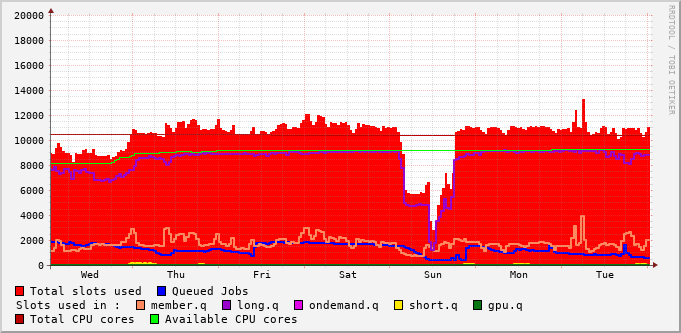 20000
18000
16000
14000
12000
10000
8000
6000
4000
2000
0
Wed Thu Fri Sat Sun Mon Tue
RRDTOOL / TOBI OETIKER
Total slots used Queued Jobs
Slots used in : member.q long.q ondemand.q short.q gpu.q
Total CPU cores Available CPU cores